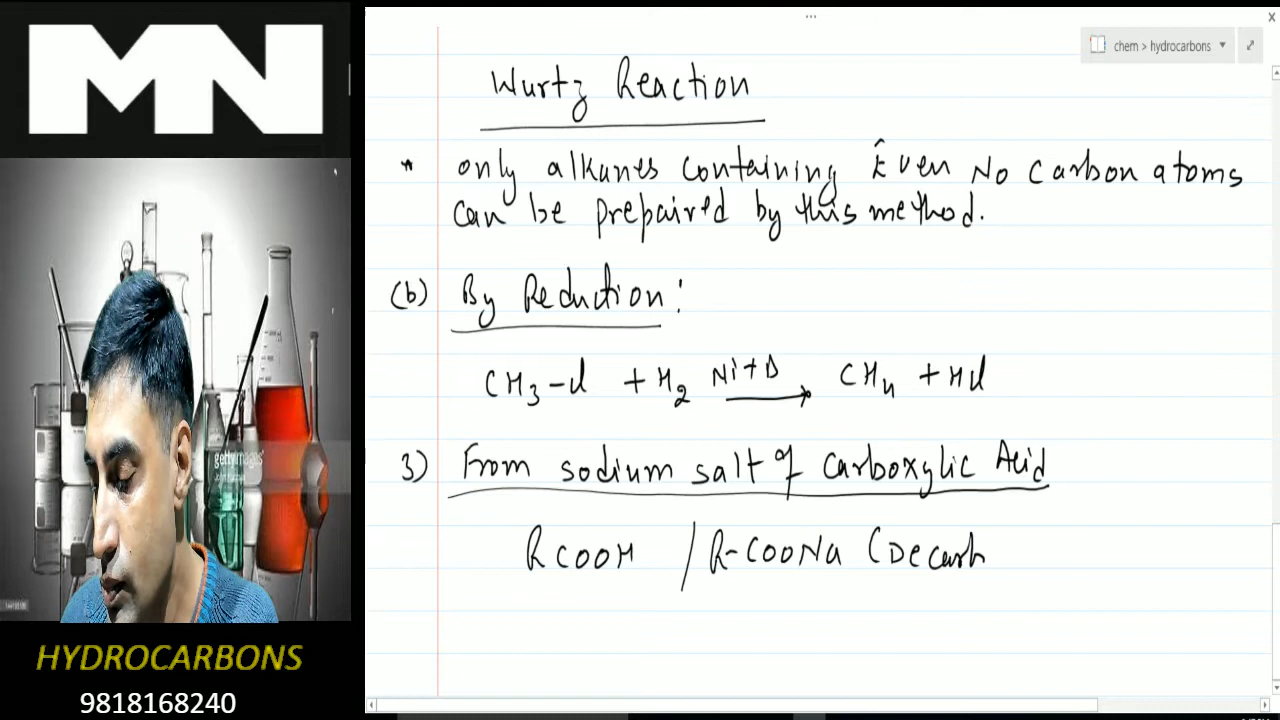 MN
chem > hydrocarbons
Wurtz Reaction
* only alkanes containing Even No carbon atoms
can be prepaired by this method.
(b) By Reduction:
CH3-Cl + H2 Ni+Δ → CH4 + HCl
3) From sodium salt of Carboxylic Acid
RCOOH / R-COONa (Decarb
gettyimages
HYDROCARBONS
9818168240